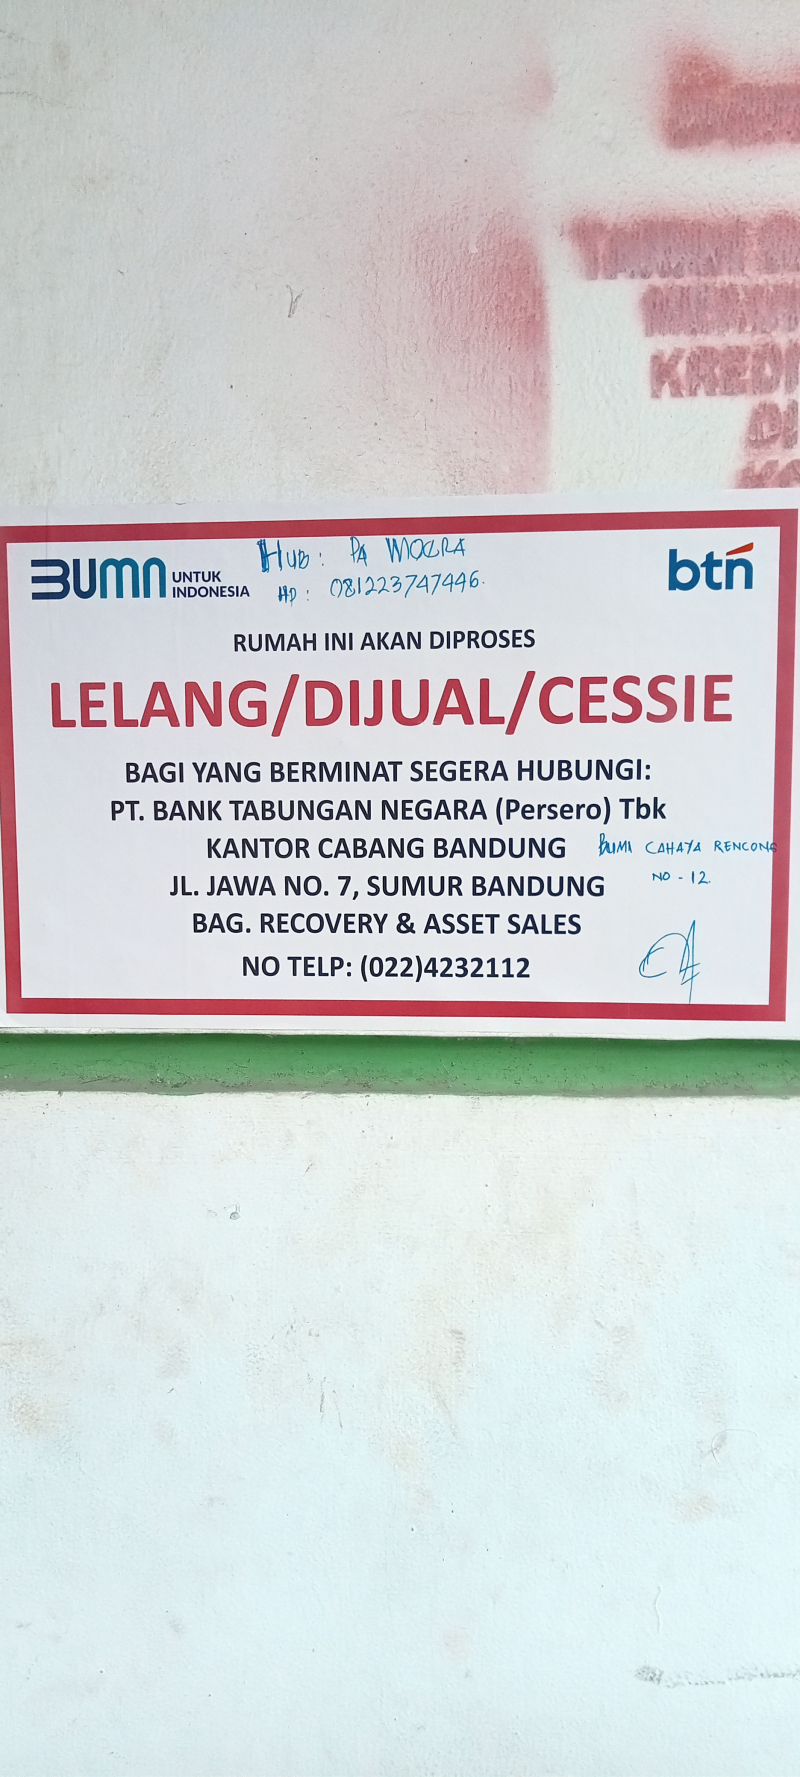 KREDI
DI
BUMN UNTUK
INDONESIA
HUB : PA MOCRA
HP : 081223747446.
btn
RUMAH INI AKAN DIPROSES
LELANG/DIJUAL/CESSIE
BAGI YANG BERMINAT SEGERA HUBUNGI:
PT. BANK TABUNGAN NEGARA (Persero) Tbk
KANTOR CABANG BANDUNG
BUMI CAHAYA RENCONG
JL. JAWA NO. 7, SUMUR BANDUNG
NO - 12.
BAG. RECOVERY & ASSET SALES
NO TELP: (022)4232112